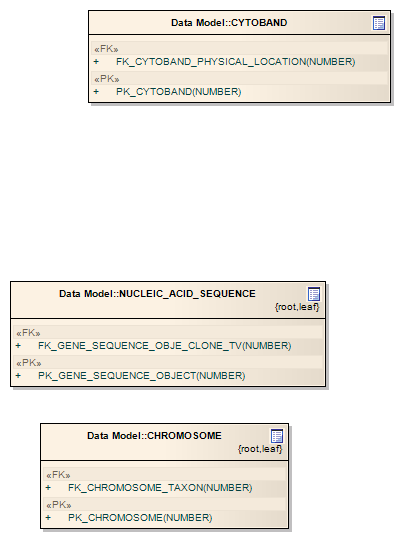 Data Model::CYTOBAND
«FK»
+ FK_CYTOBAND_PHYSICAL_LOCATION(NUMBER)
«PK»
+ PK_CYTOBAND(NUMBER)
Data Model::NUCLEIC_ACID_SEQUENCE
{root,leaf}
«FK»
+ FK_GENE_SEQUENCE_OBJE_CLONE_TV(NUMBER)
«PK»
+ PK_GENE_SEQUENCE_OBJECT(NUMBER)
Data Model::CHROMOSOME
{root,leaf}
«FK»
+ FK_CHROMOSOME_TAXON(NUMBER)
«PK»
+ PK_CHROMOSOME(NUMBER)